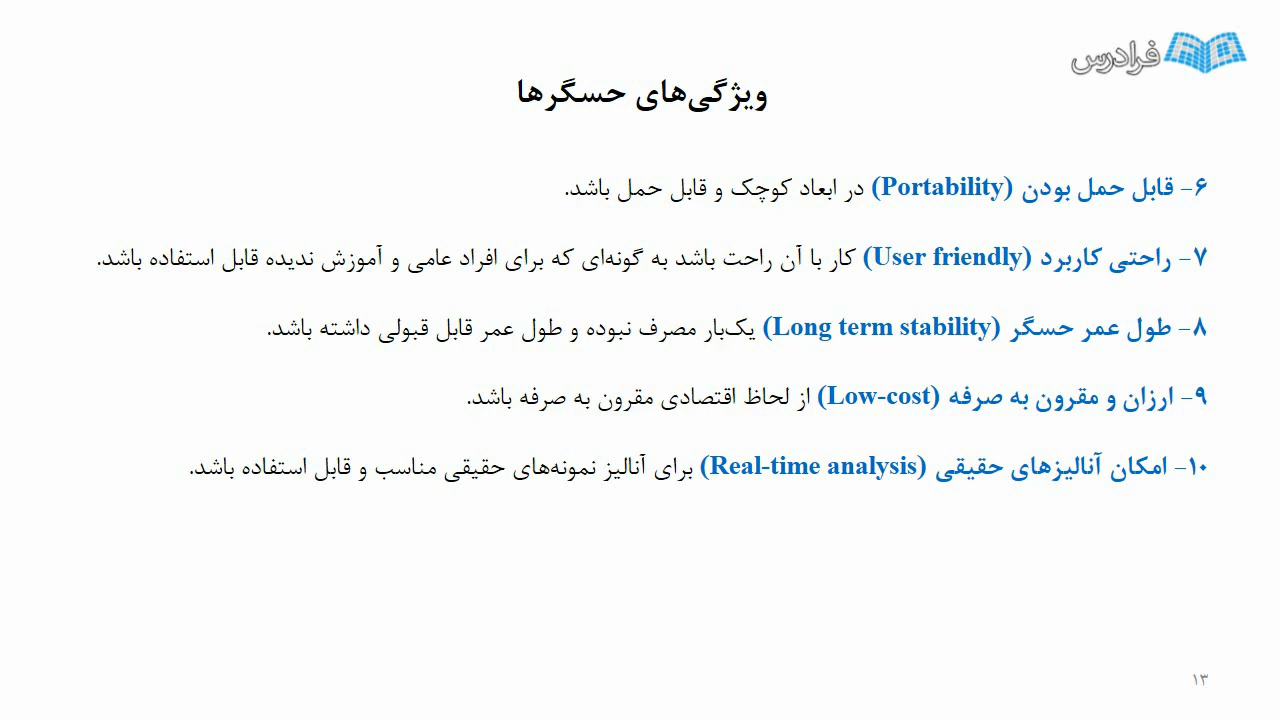 فرادرس
ویژگی‌های حسگرها
۶- قابل حمل بودن (Portability) در ابعاد کوچک و قابل حمل باشد.
۷- راحتی کاربرد (User friendly) کار با آن راحت باشد به گونه‌ای که برای افراد عامی و آموزش ندیده قابل استفاده باشد.
۸- طول عمر حسگر (Long term stability) یک‌بار مصرف نبوده و طول عمر قابل قبولی داشته باشد.
۹- ارزان و مقرون به صرفه (Low-cost) از لحاظ اقتصادی مقرون به صرفه باشد.
۱۰- امکان آنالیزهای حقیقی (Real-time analysis) برای آنالیز نمونه‌های حقیقی مناسب و قابل استفاده باشد.
۱۳